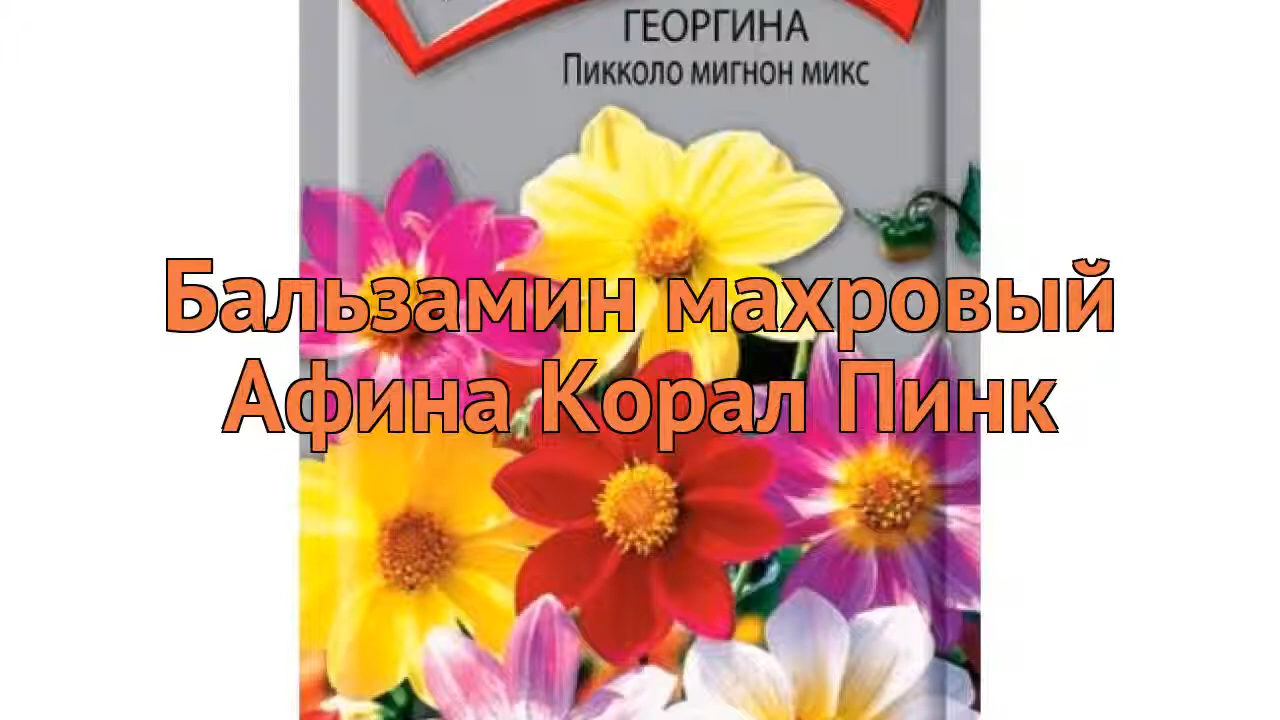 ГЕОРГИНА
Пикколо мигнон микс
Бальзамин махровый
Афина Корал Пинк